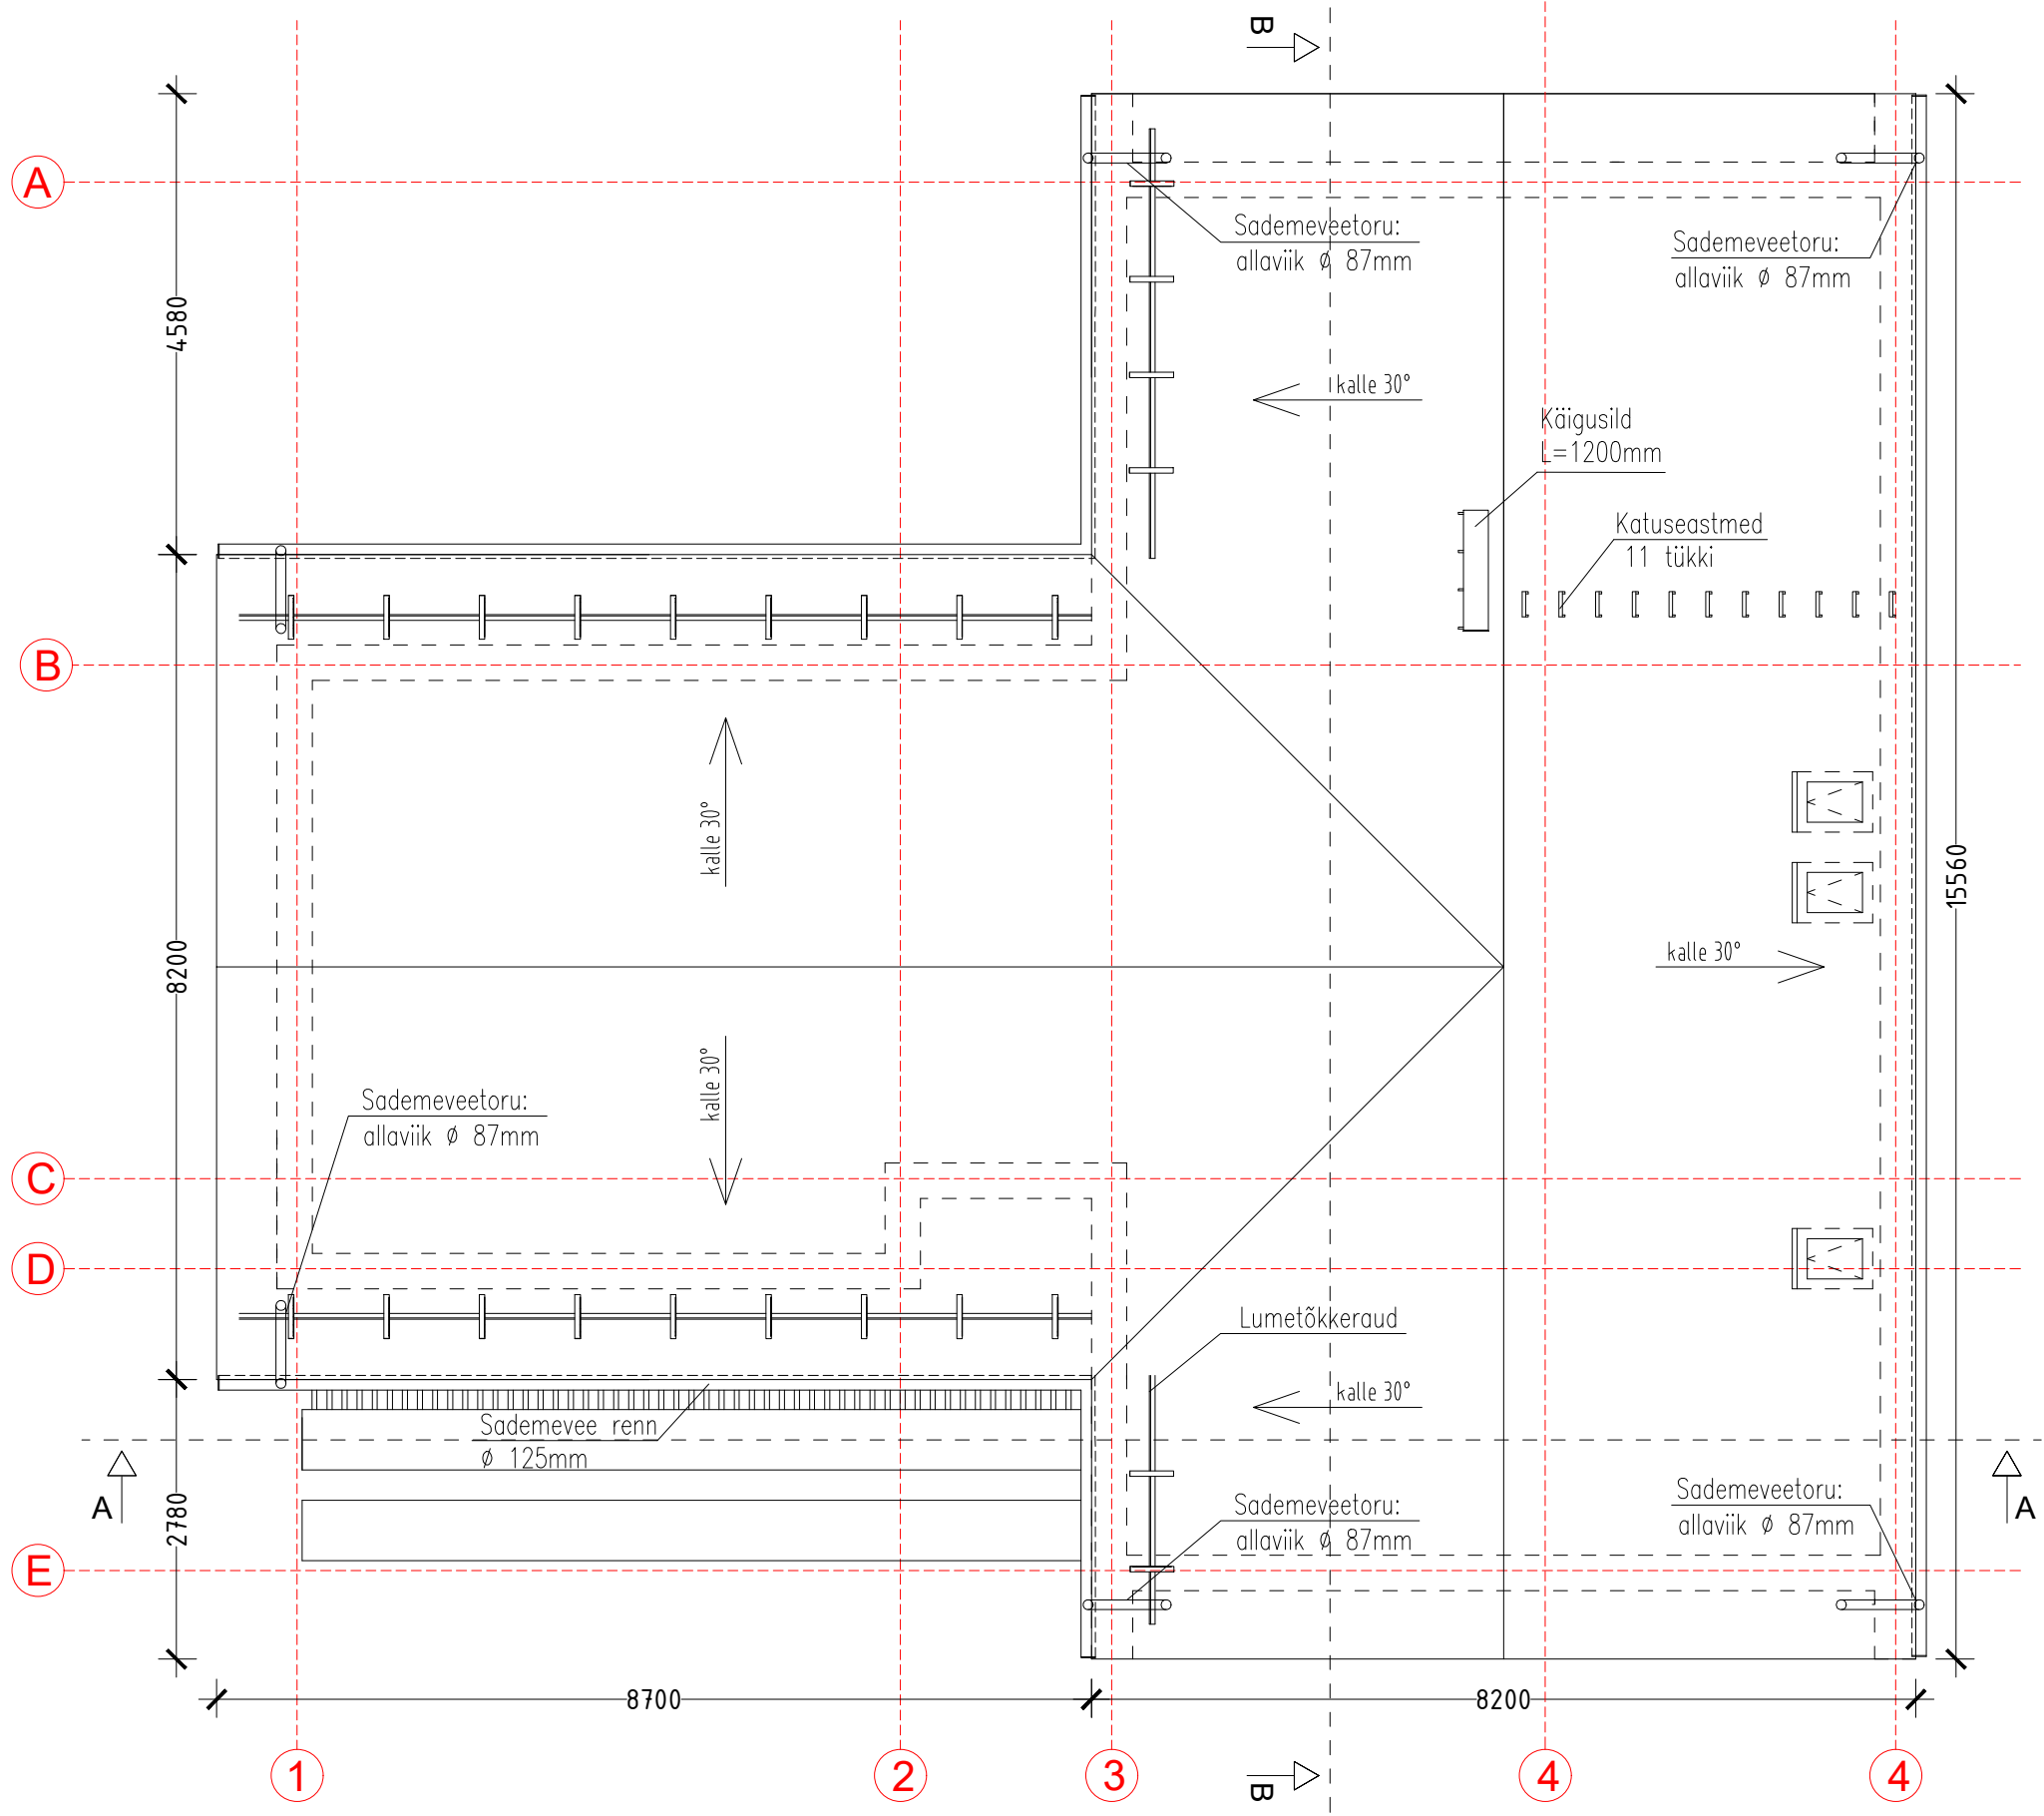 B
A
Sademeveetoru:
allaviik ø 87mm
Sademeveetoru:
allaviik ø 87mm
4580
kalle 30°
Käigusild
L=1200mm
Katuseastmed
11 tükki
B
kalle 30°
15560
8200
kalle 30°
kalle 30°
Sademeveetoru:
allaviik ø 87mm
C
D
Lumetõkkeraud
kalle 30°
Sademevee renn
ø 125mm
A
A
2780
Sademeveetoru:
allaviik ø 87mm
Sademeveetoru:
allaviik ø 87mm
E
8700
8200
1
2
3
4
4
B